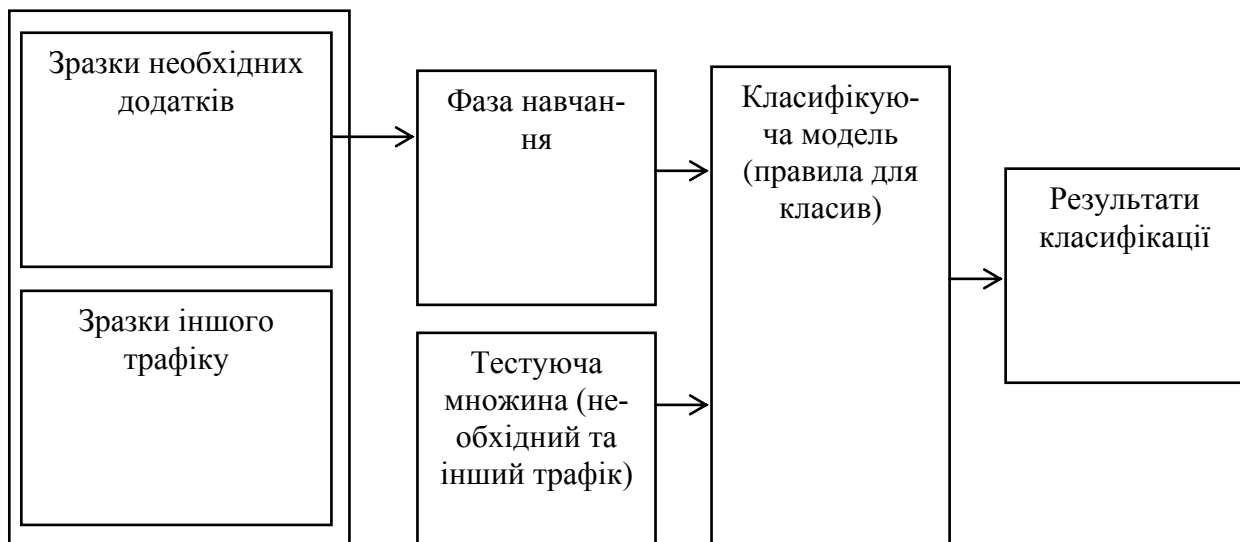 Зразки необхідних
додатків
Зразки іншого
трафіку
Фаза навчан-
ня
Тестуюча
множина (не-
обхідний та
інший трафік)
Класифікую-
ча модель
(правила для
класив)
Результати
класифікації